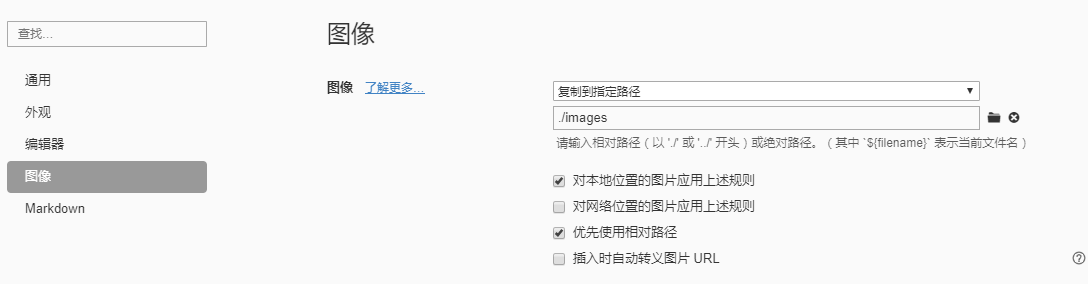 查找...
通用
外观
编辑器
图像
Markdown
图像
图像 了解更多...
复制到指定路径
./images
请输入相对路径（以 './' 或 '../' 开头）或绝对路径。（其中 `${filename}` 表示当前文件名）
对本地位置的图片应用上述规则
对网络位置的图片应用上述规则
优先使用相对路径
插入时自动转义图片 URL